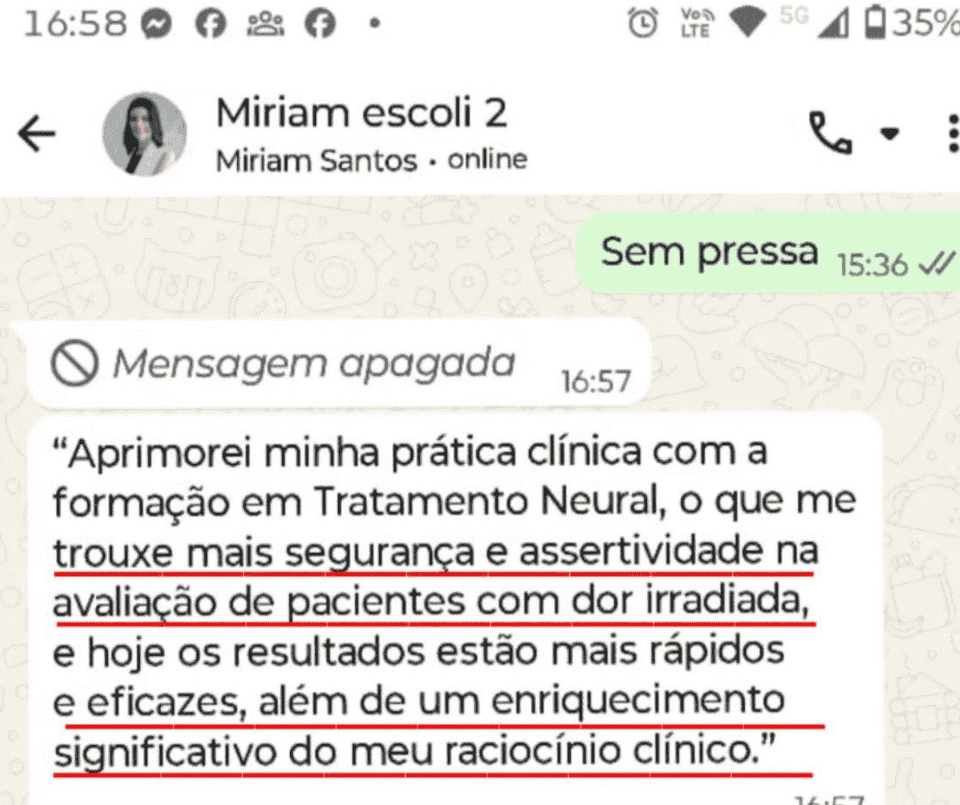 16:58
Vo)) LTE 5G 35%
Miriam escoli 2
Miriam Santos • online
Sem pressa 15:36
Mensagem apagada 16:57
“Aprimorei minha prática clínica com a
formação em Tratamento Neural, o que me
trouxe mais segurança e assertividade na
avaliação de pacientes com dor irradiada,
e hoje os resultados estão mais rápidos
e eficazes, além de um enriquecimento
significativo do meu raciocínio clínico.”
16:57